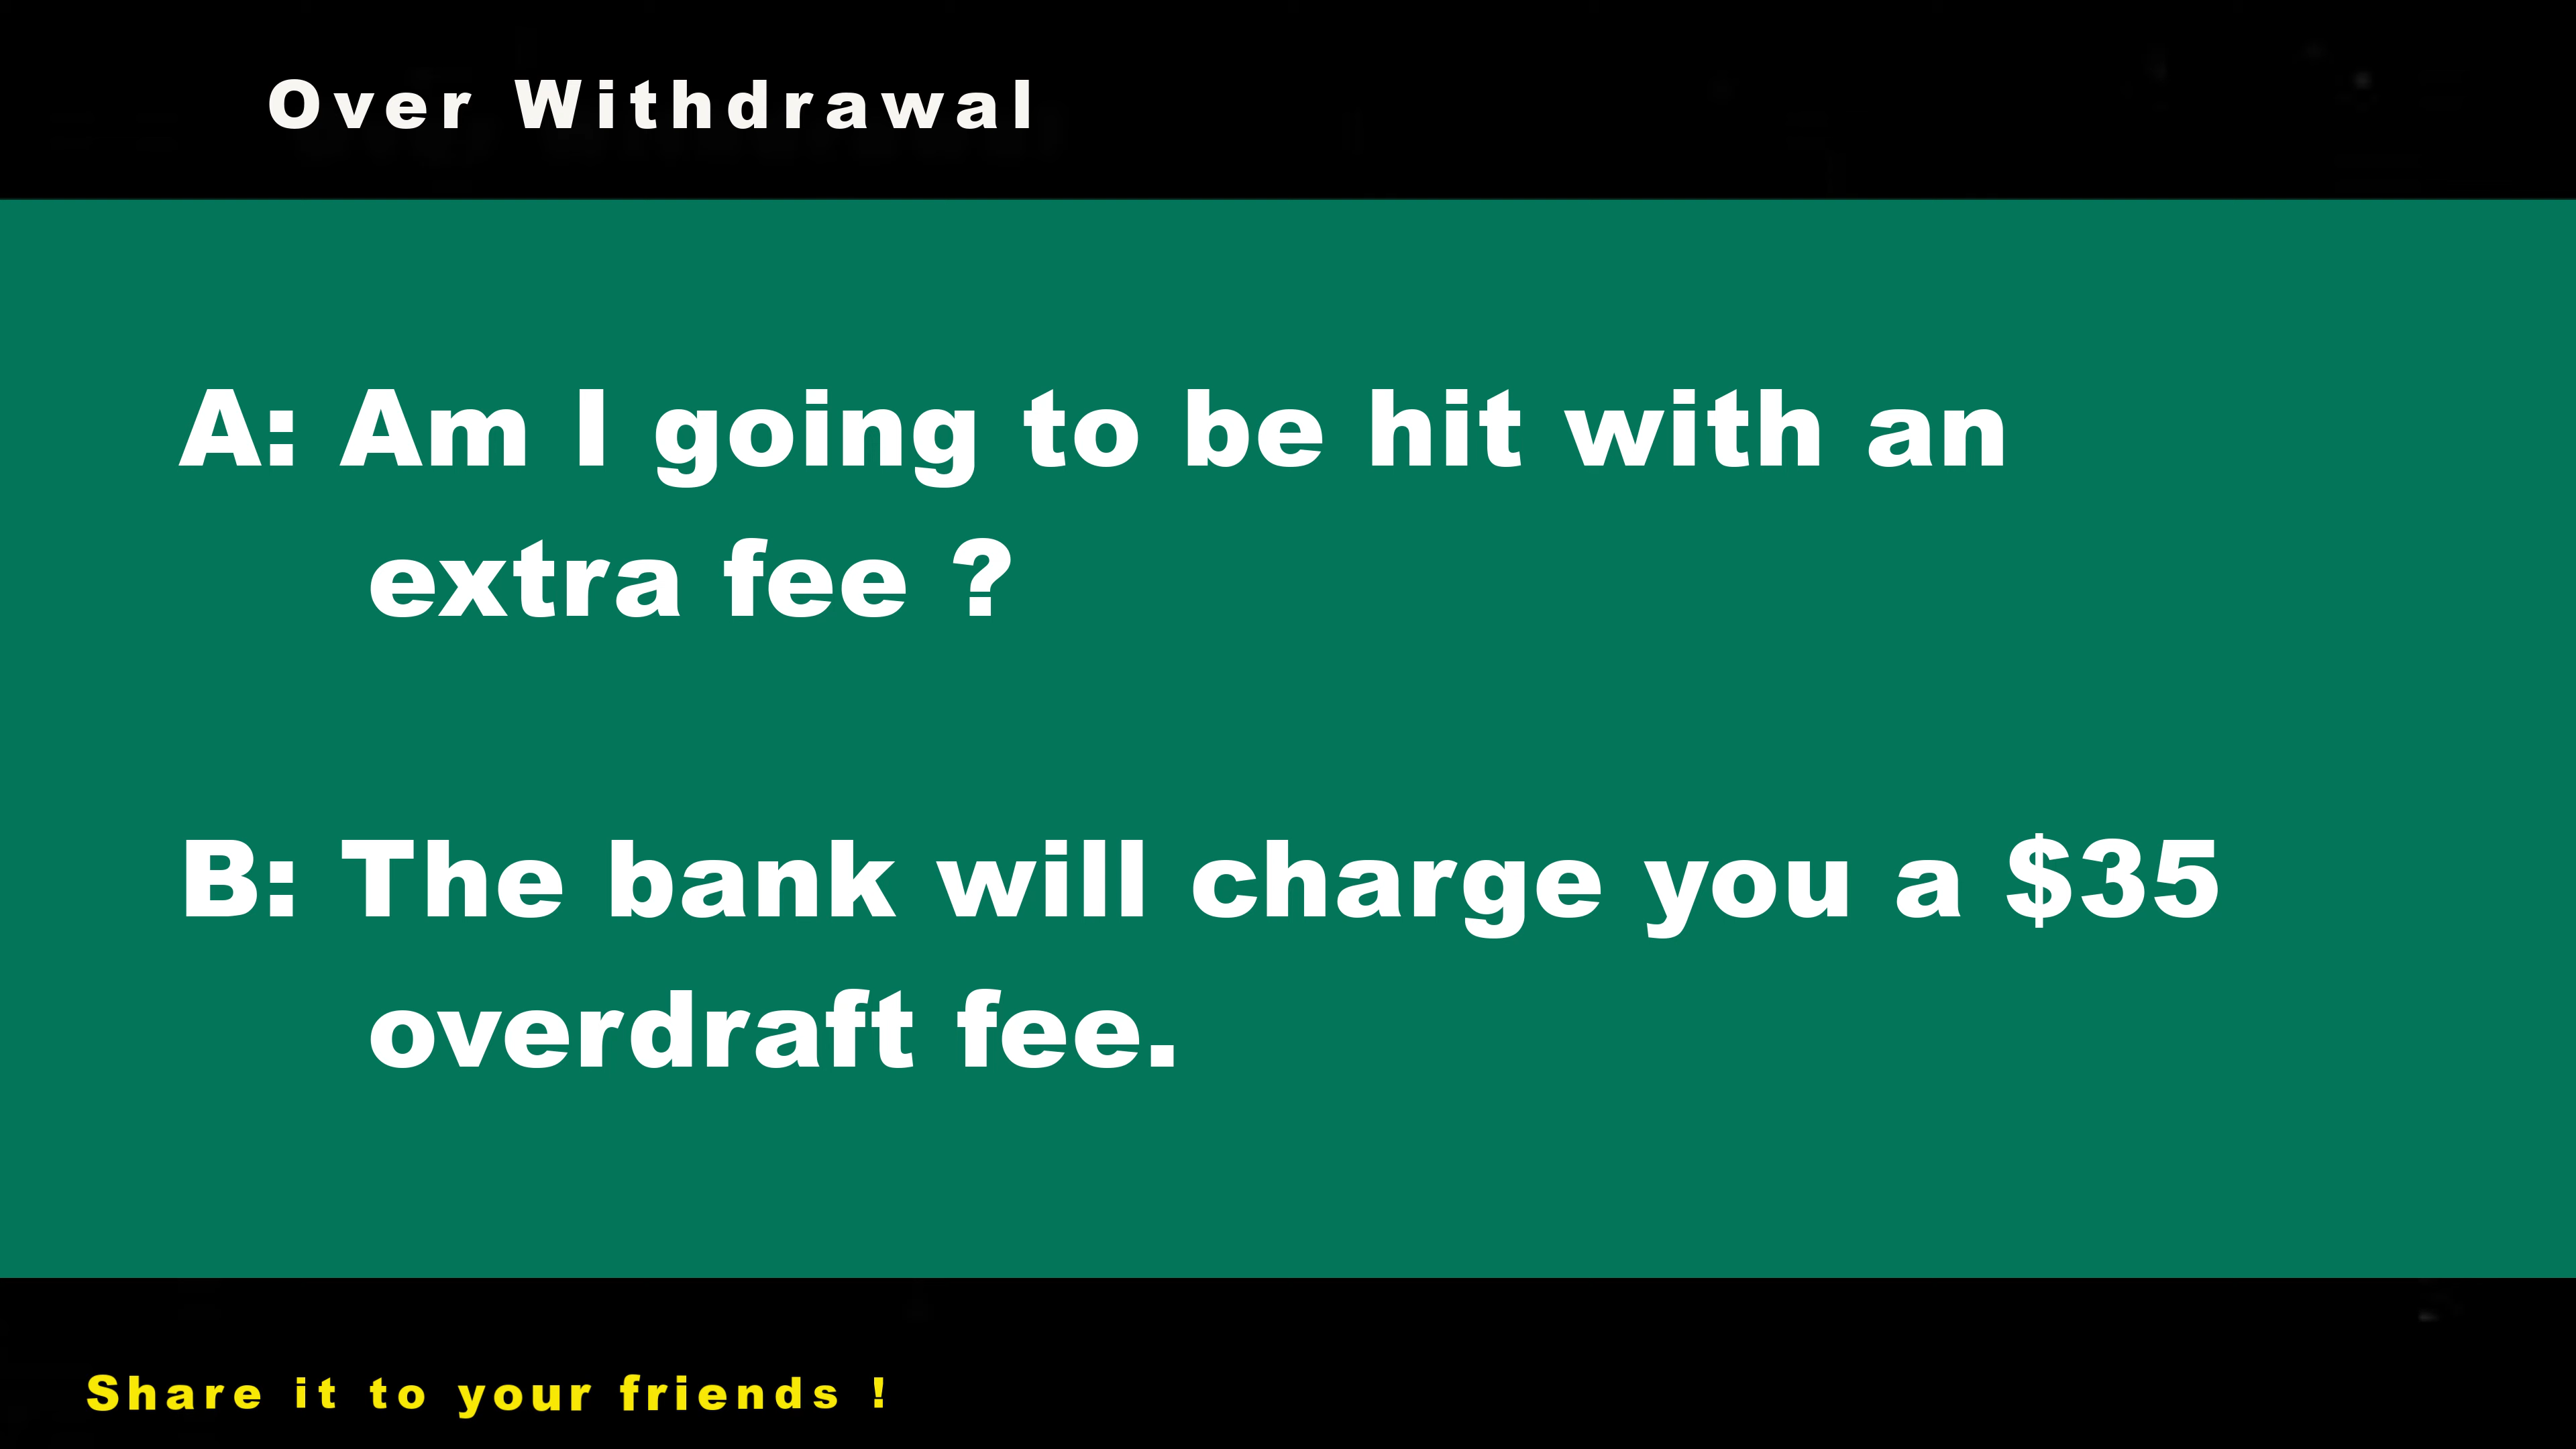 Over Withdrawal
A: Am I going to be hit with an
extra fee ?
B: The bank will charge you a $35
overdraft fee.
Share it to your friends !